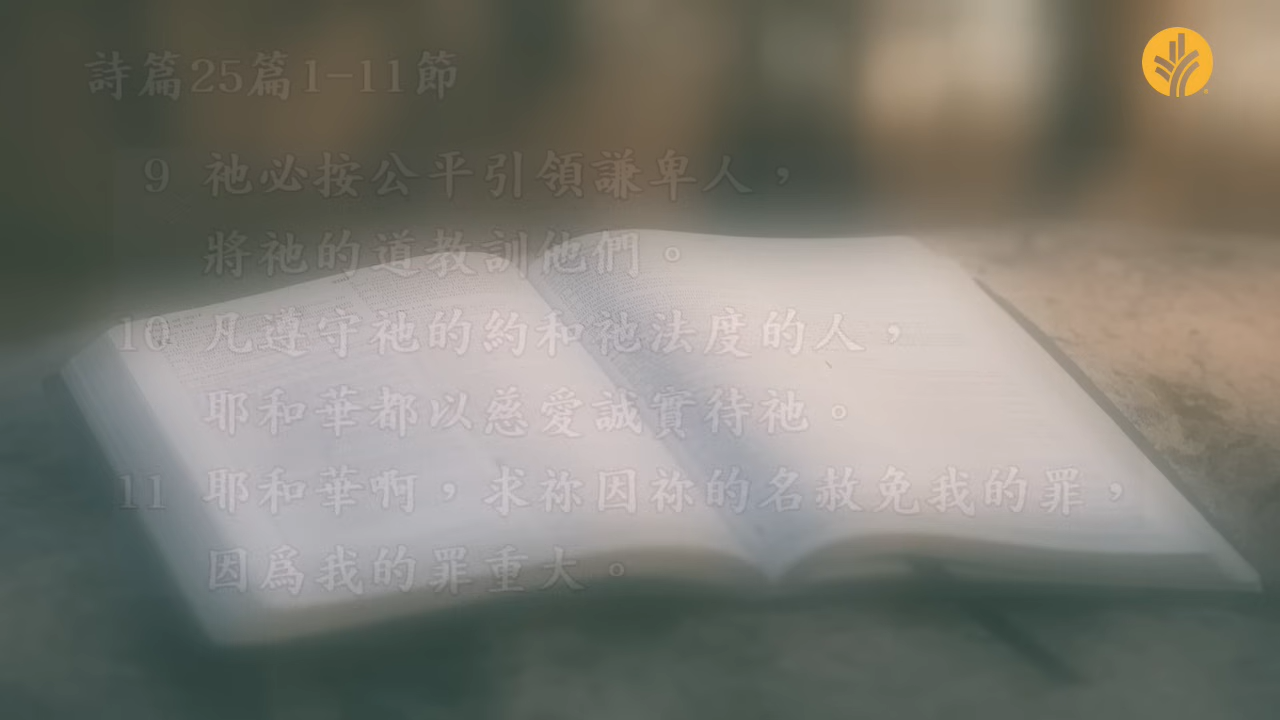 詩篇25篇1-11節
9 祂必按公平引領謙卑人，
將祂的道教訓他們。
10 凡遵守祂的約和祂法度的人，
耶和華都以慈愛誠實待祂。
11 耶和華啊，求祢因祢的名赦免我的罪，
因爲我的罪重大。